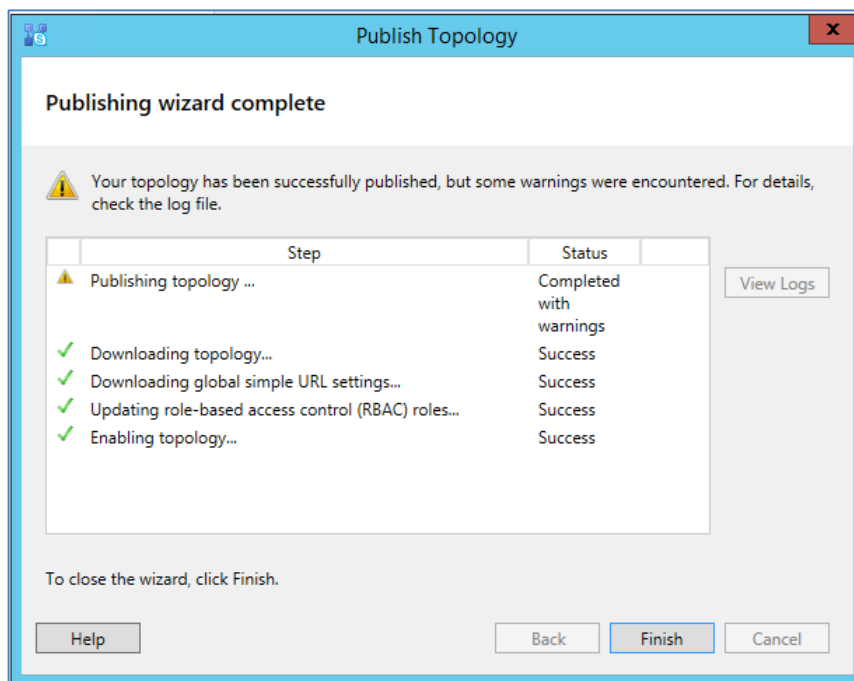 Publish Topology
x
Publishing wizard complete
Your topology has been successfully published, but some warnings were encountered. For details,
check the log file.
Step Status
Publishing topology ... Completed
with
warnings
View Logs
Downloading topology... Success
Downloading global simple URL settings... Success
Updating role-based access control (RBAC) roles... Success
Enabling topology... Success
To close the wizard, click Finish.
Help Back Finish Cancel